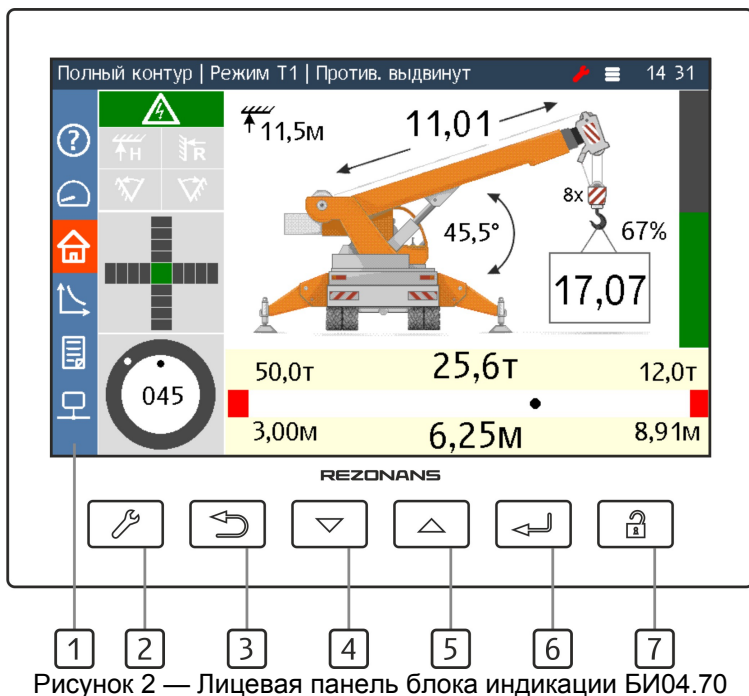 Полный контур | Режим Т1 | Против. выдвинут 14 31
11,5м
11,01
H
R
8x
45,5°
67%
17,07
045
50,0т 25,6т 12,0т
3,00м 6,25м 8,91м
REZONANS
1 2 3 4 5 6 7
Рисунок 2 — Лицевая панель блока индикации БИ04.70